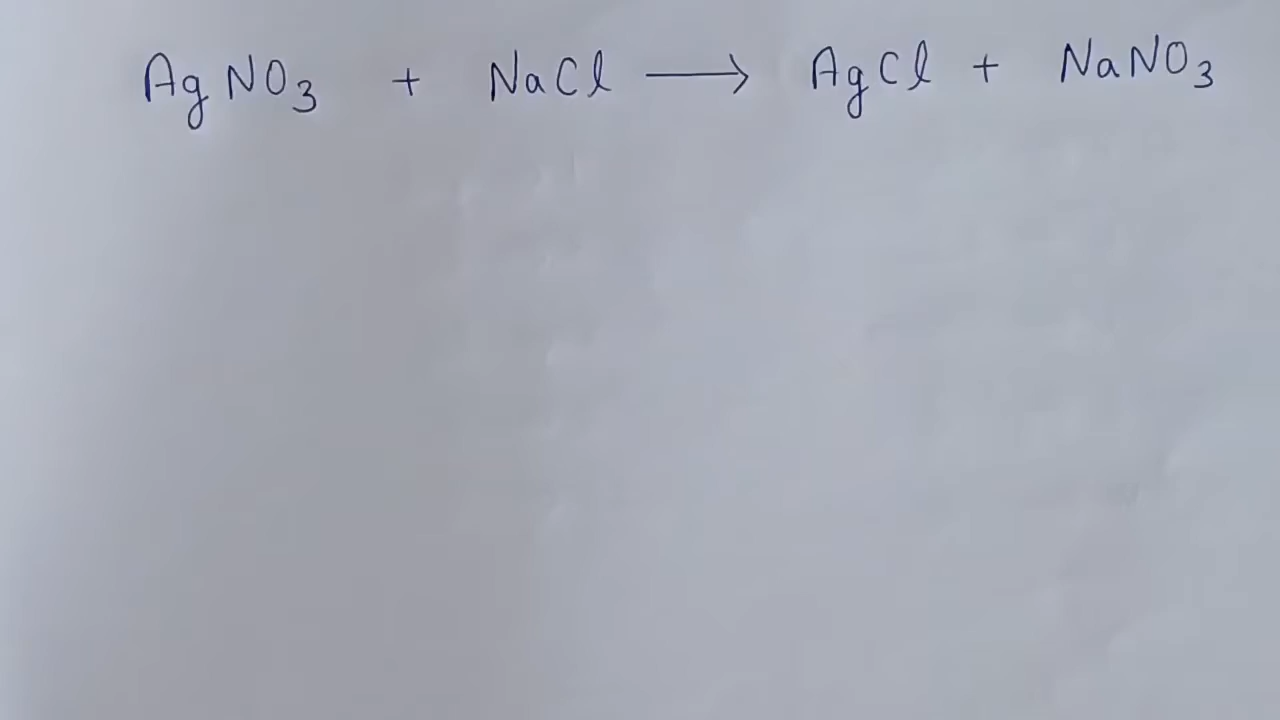 AgNO₃ + NaCl ⟶ AgCl + NaNO₃